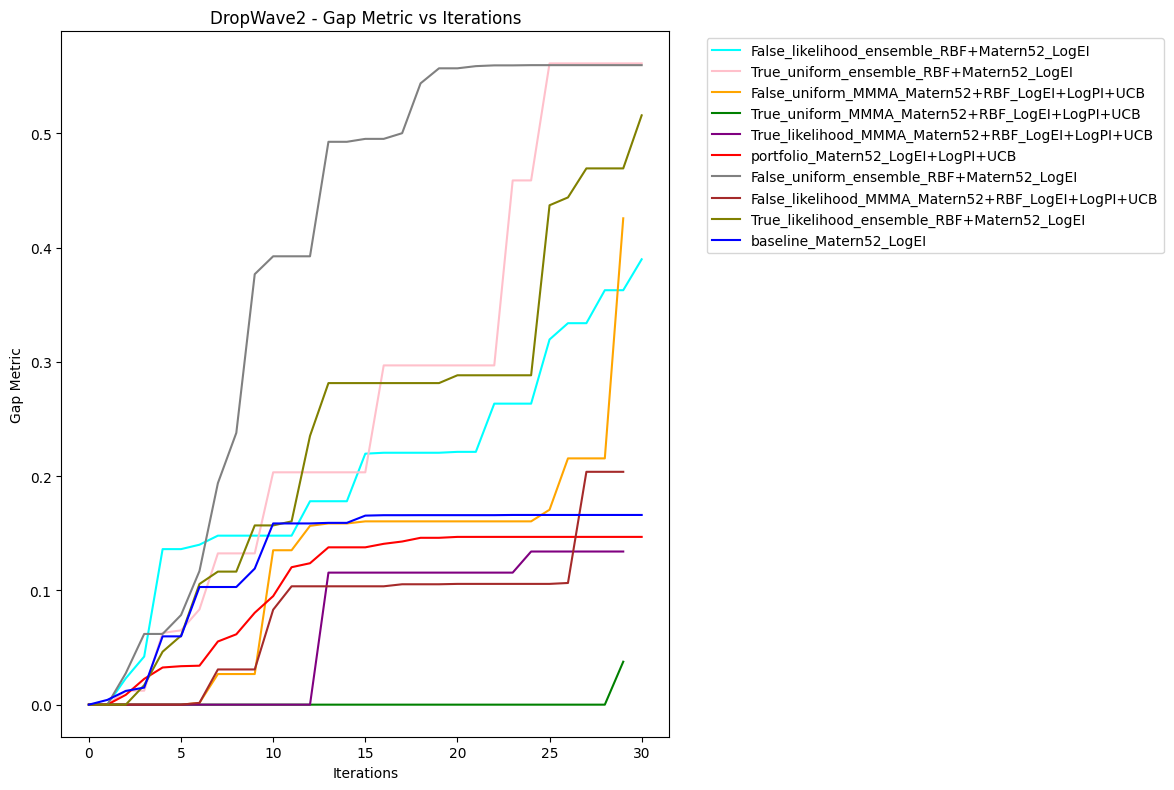 DropWave2 - Gap Metric vs Iterations
False_likelihood_ensemble_RBF+Matern52_LogEI
True_uniform_ensemble_RBF+Matern52_LogEI
False_uniform_MMMA_Matern52+RBF_LogEI+LogPI+UCB
True_uniform_MMMA_Matern52+RBF_LogEI+LogPI+UCB
True_likelihood_MMMA_Matern52+RBF_LogEI+LogPI+UCB
portfolio_Matern52_LogEI+LogPI+UCB
False_uniform_ensemble_RBF+Matern52_LogEI
False_likelihood_MMMA_Matern52+RBF_LogEI+LogPI+UCB
True_likelihood_ensemble_RBF+Matern52_LogEI
baseline_Matern52_LogEI
Gap Metric
0.5
0.4
0.3
0.2
0.1
0.0
0 5 10 15 20 25 30
Iterations